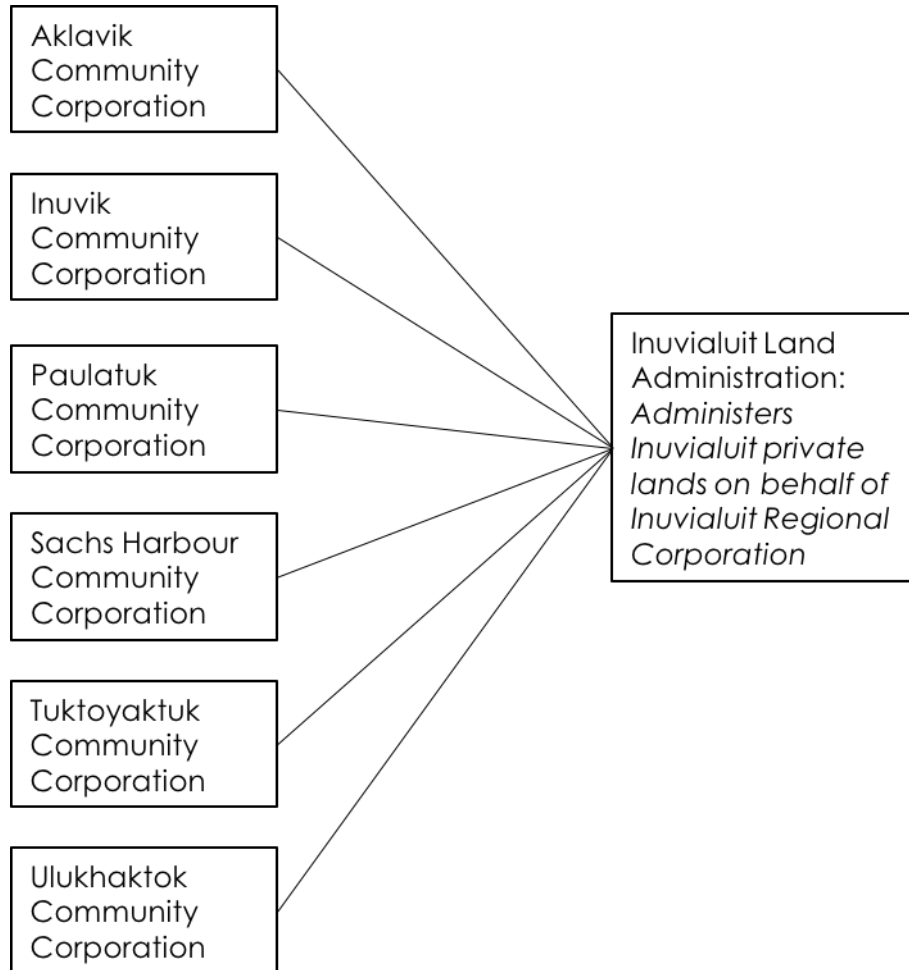 Aklavik
Community
Corporation
Inuvik
Community
Corporation
Paulatuk
Community
Corporation
Sachs Harbour
Community
Corporation
Tuktoyaktuk
Community
Corporation
Ulukhaktok
Community
Corporation
Inuvialuit Land
Administration:
Administers
Inuvialuit private
lands on behalf of
Inuvialuit Regional
Corporation